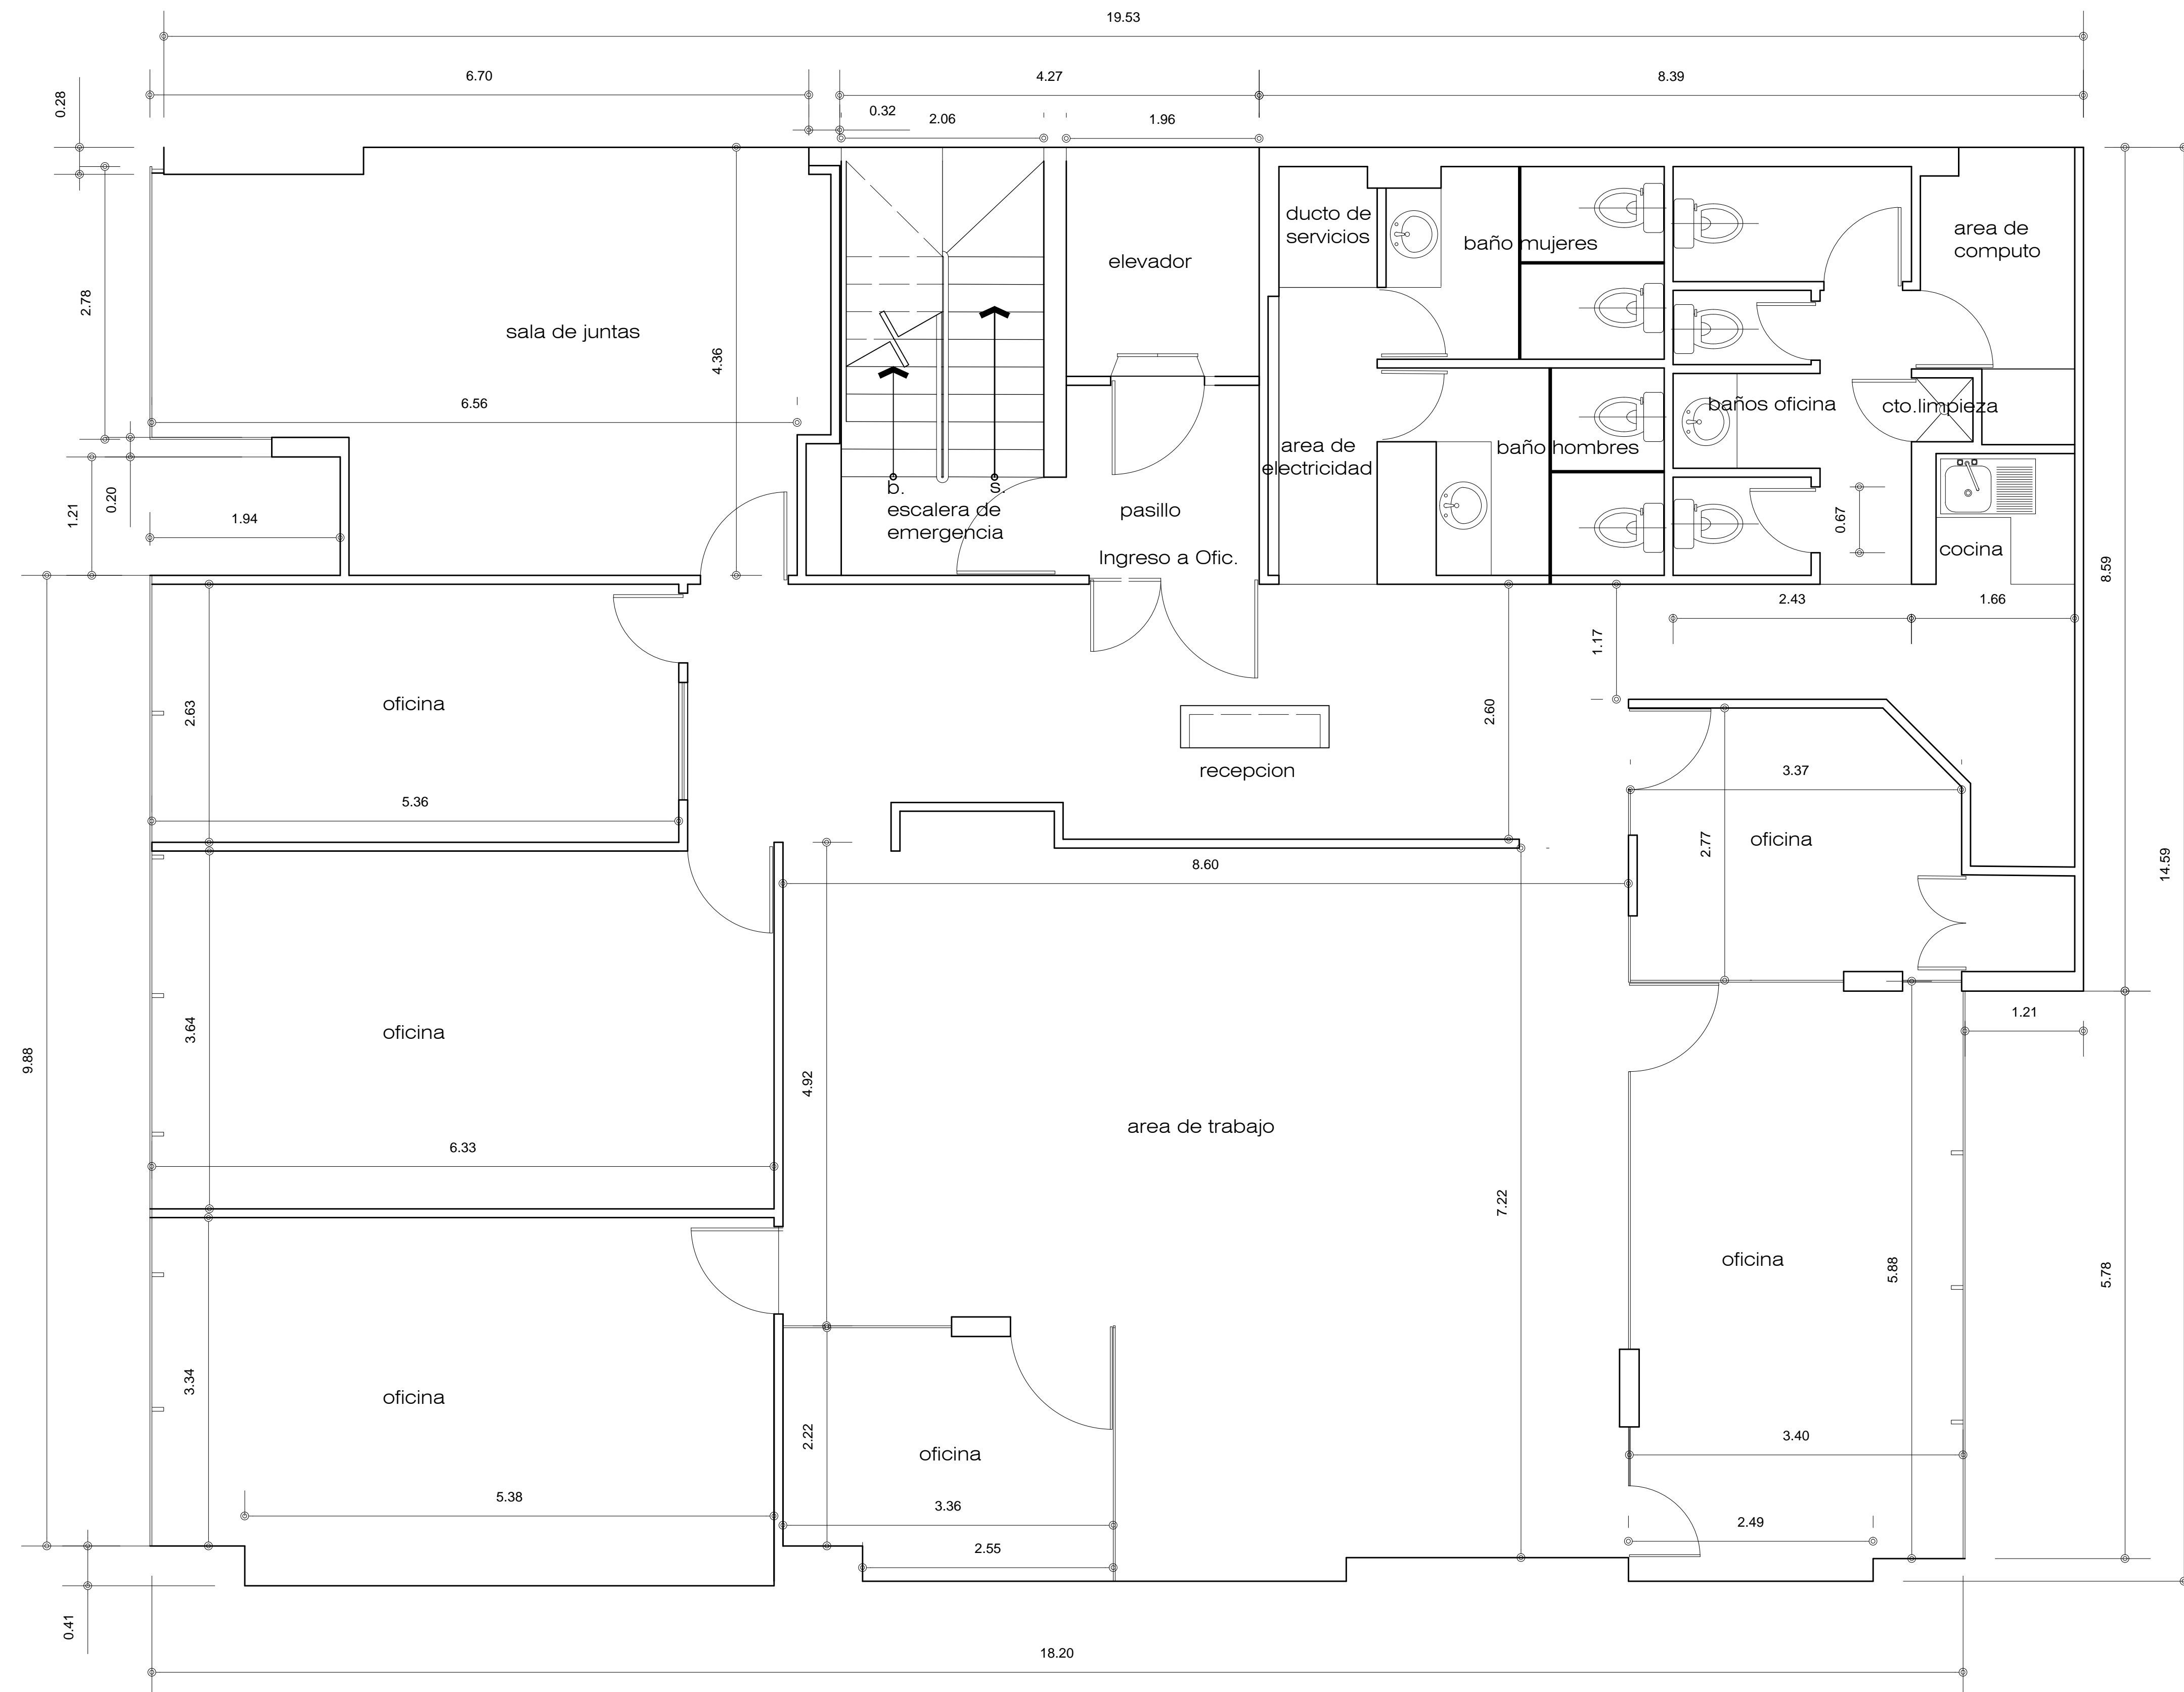 19.53
6.70
4.27
8.39
0.28
0.32
2.06
1.96
ducto de
servicios
baño mujeres
area de
computo
elevador
2.78
sala de juntas
4.36
6.56
baños oficina
cto.limpieza
area de
electricidad
baño hombres
1.21
0.20
1.94
b.
s.
escalera de
emergencia
pasillo
0.67
Ingreso a Ofic.
cocina
8.59
2.43
1.66
1.17
oficina
2.63
2.60
recepcion
3.37
5.36
2.77
oficina
8.60
14.59
1.21
oficina
3.64
9.88
4.92
area de trabajo
6.33
7.22
oficina
5.88
5.78
3.34
oficina
2.22
oficina
3.40
5.38
3.36
2.49
2.55
0.41
18.20